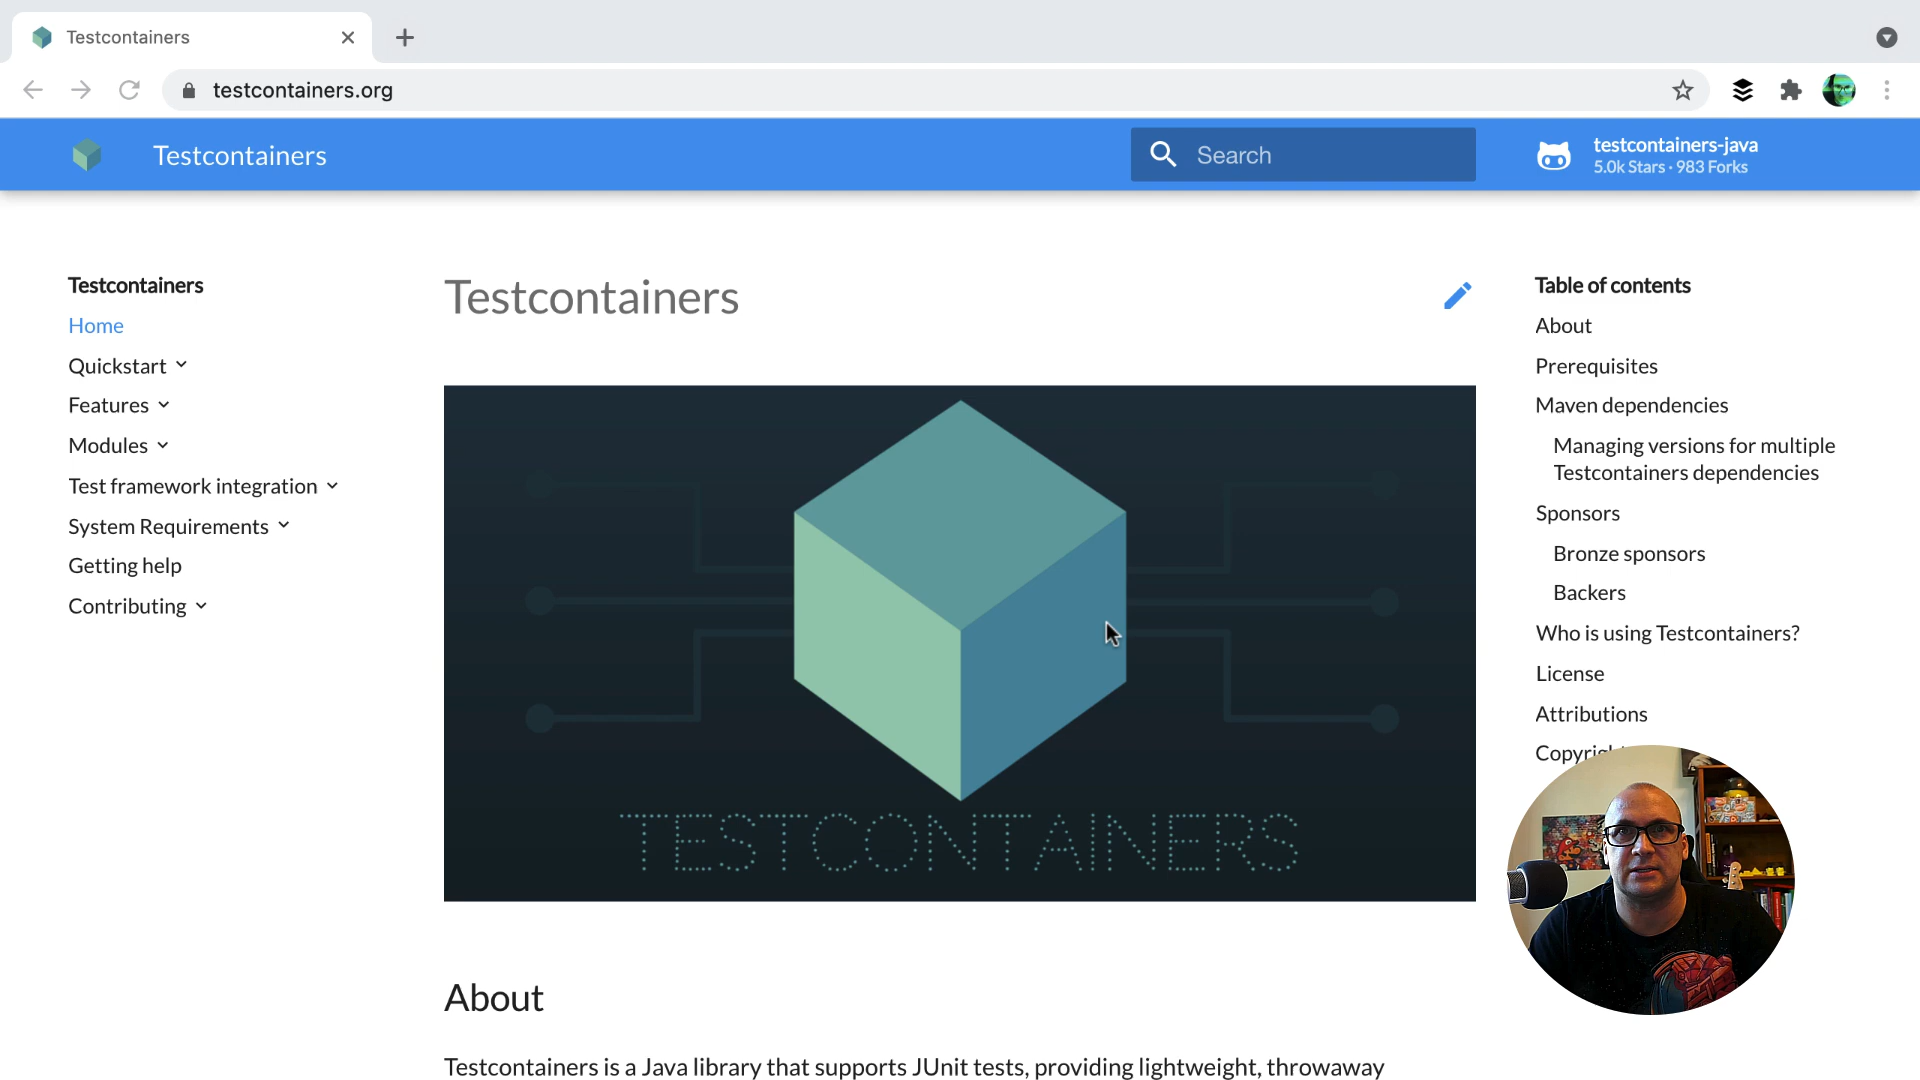 Testcontainers
testcontainers.org
Testcontainers
Search
testcontainers-java
5.0k Stars · 983 Forks
Testcontainers
Home
Quickstart
Features
Modules
Test framework integration
System Requirements
Getting help
Contributing
Testcontainers
TESTCONTAINERS
About
Testcontainers is a Java library that supports JUnit tests, providing lightweight, throwaway
Table of contents
About
Prerequisites
Maven dependencies
Managing versions for multiple
Testcontainers dependencies
Sponsors
Bronze sponsors
Backers
Who is using Testcontainers?
License
Attributions